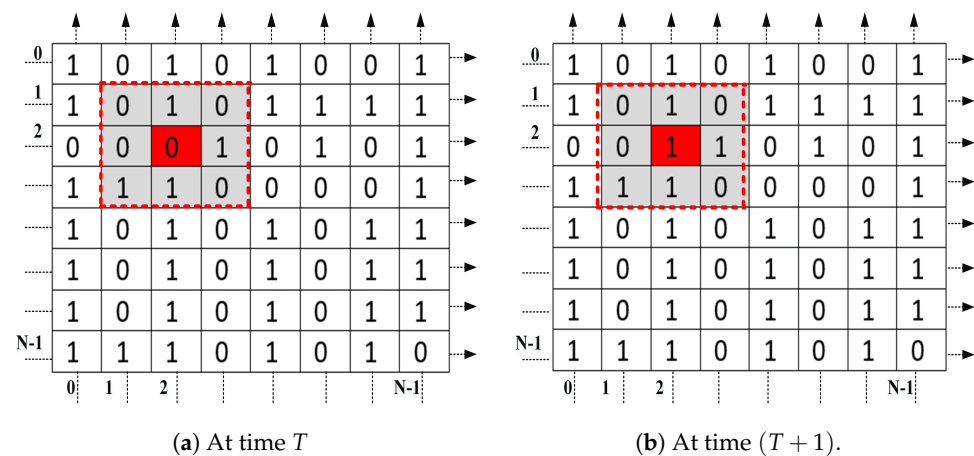 0 1 0 1 0 1 0 0 1
1 1 0 1 0 1 1 1 1
2 0 0 0 1 0 1 0 1
1 1 1 0 0 0 0 1
1 0 1 0 1 0 1 1
1 0 1 0 1 0 1 1
1 0 1 0 1 0 1 1
N-1 1 1 1 0 1 0 1 0
0 1 2 N-1
(a) At time T
0 1 0 1 0 1 0 0 1
1 1 0 1 0 1 1 1 1
2 0 0 1 1 0 1 0 1
1 1 1 0 0 0 0 1
1 0 1 0 1 0 1 1
1 0 1 0 1 0 1 1
1 0 1 0 1 0 1 1
N-1 1 1 1 0 1 0 1 0
0 1 2 N-1
(b) At time (T + 1).